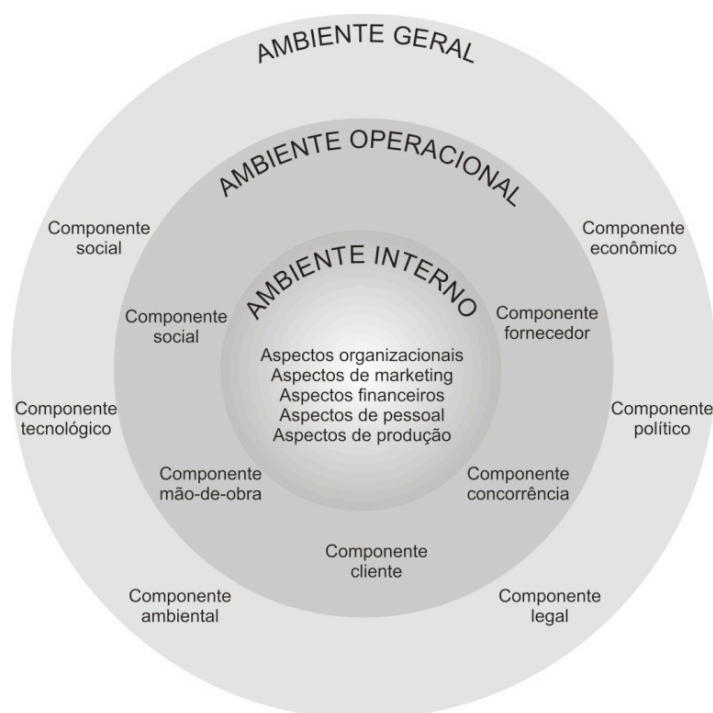 AMBIENTE GERAL
AMBIENTE OPERACIONAL
Componente
social
Componente
econômico
AMBIENTE INTERNO
Componente
social
Componente
fornecedor
Aspectos organizacionais
Aspectos de marketing
Aspectos financeiros
Aspectos de pessoal
Aspectos de produção
Componente
tecnológico
Componente
político
Componente
mão-de-obra
Componente
concorrência
Componente
cliente
Componente
ambiental
Componente
legal